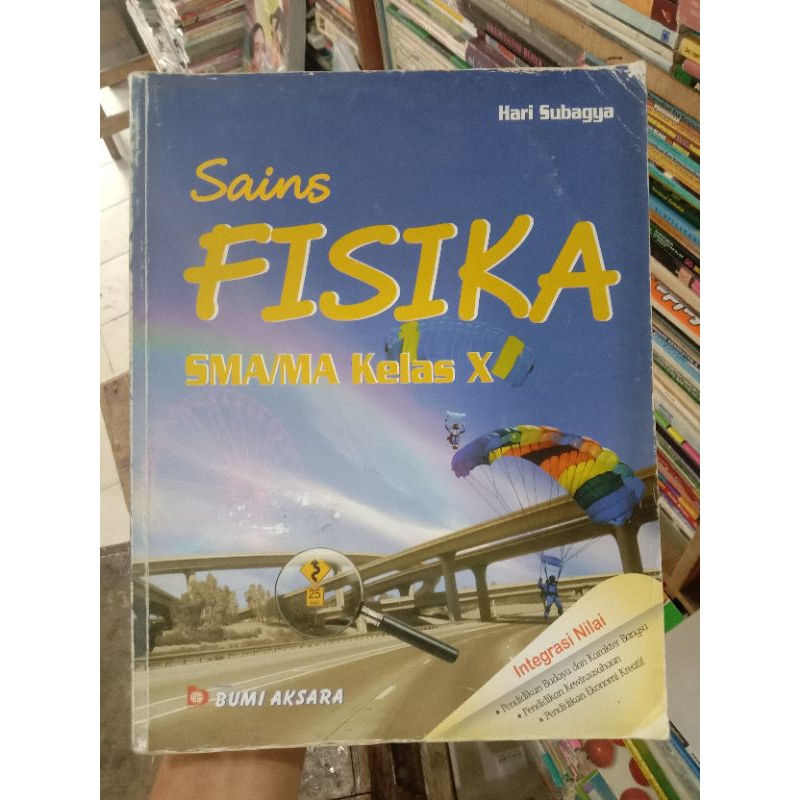 Hari Subagya
Sains
FISIKA
SMA/MA Kelas X
25
Integrasi Nilai
• Pendidikan Budaya dan Karakter Bangsa
• Pendidikan Kewirausahaan
• Pendidikan Ekonomi Kreatif
BUMI AKSARA